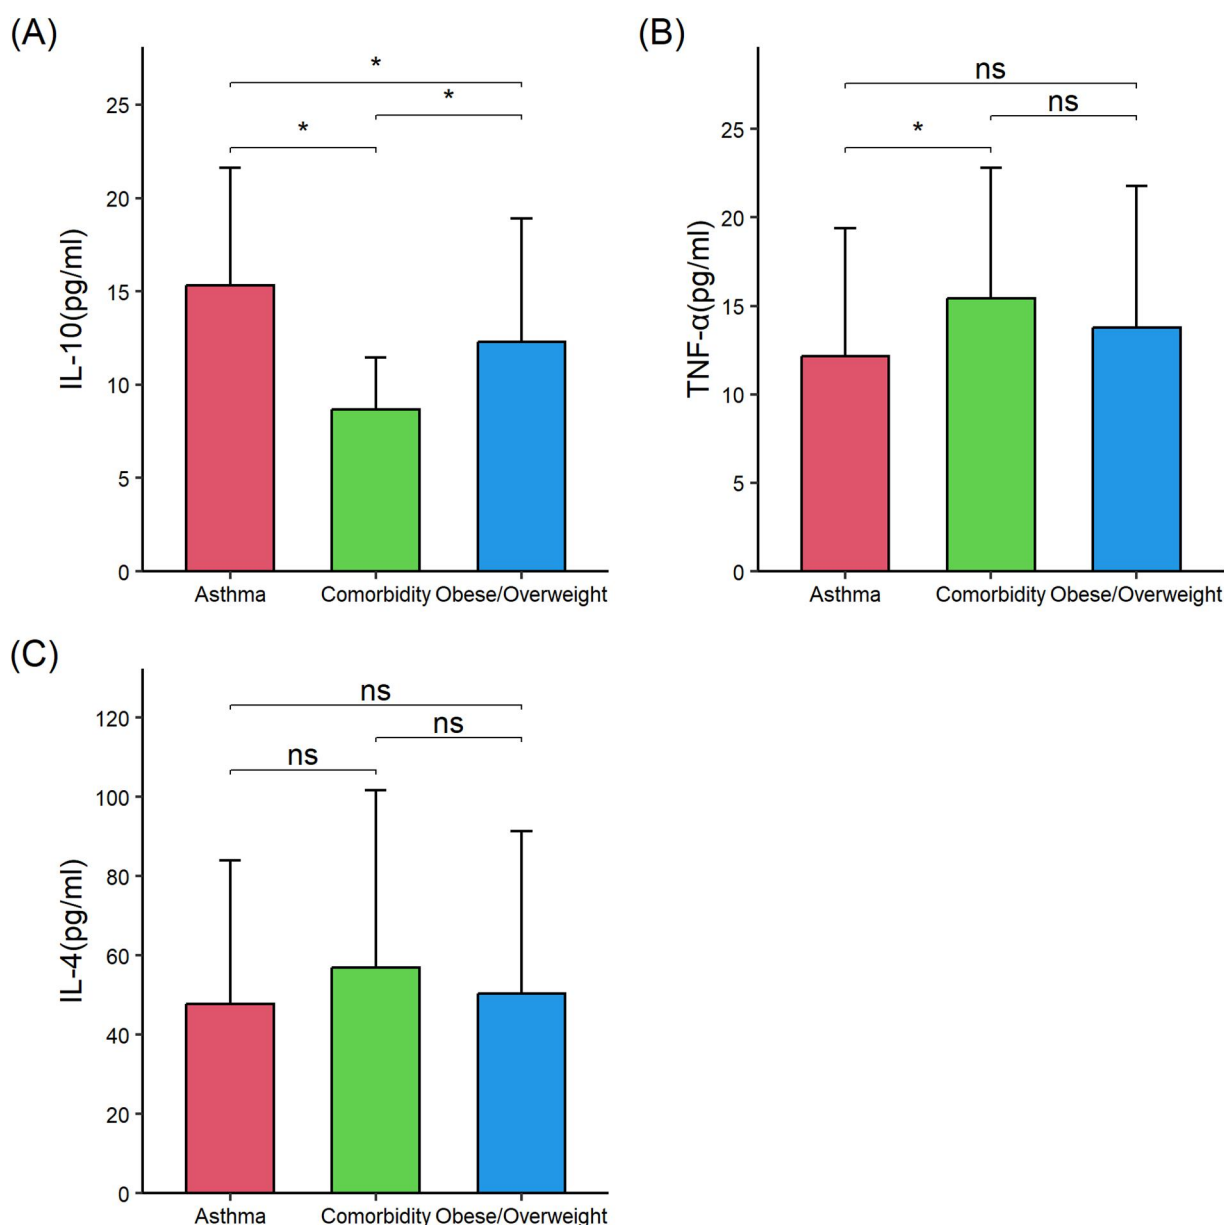 (A)
IL-10(pg/ml)
25
20
15
10
5
0
*
*
*
Asthma Comorbidity Obese/Overweight
(B)
TNF-α(pg/ml)
25
20
15
10
5
0
ns
ns
*
Asthma Comorbidity Obese/Overweight
(C)
IL-4(pg/ml)
120
100
80
60
40
20
0
ns
ns
ns
Asthma Comorbidity Obese/Overweight